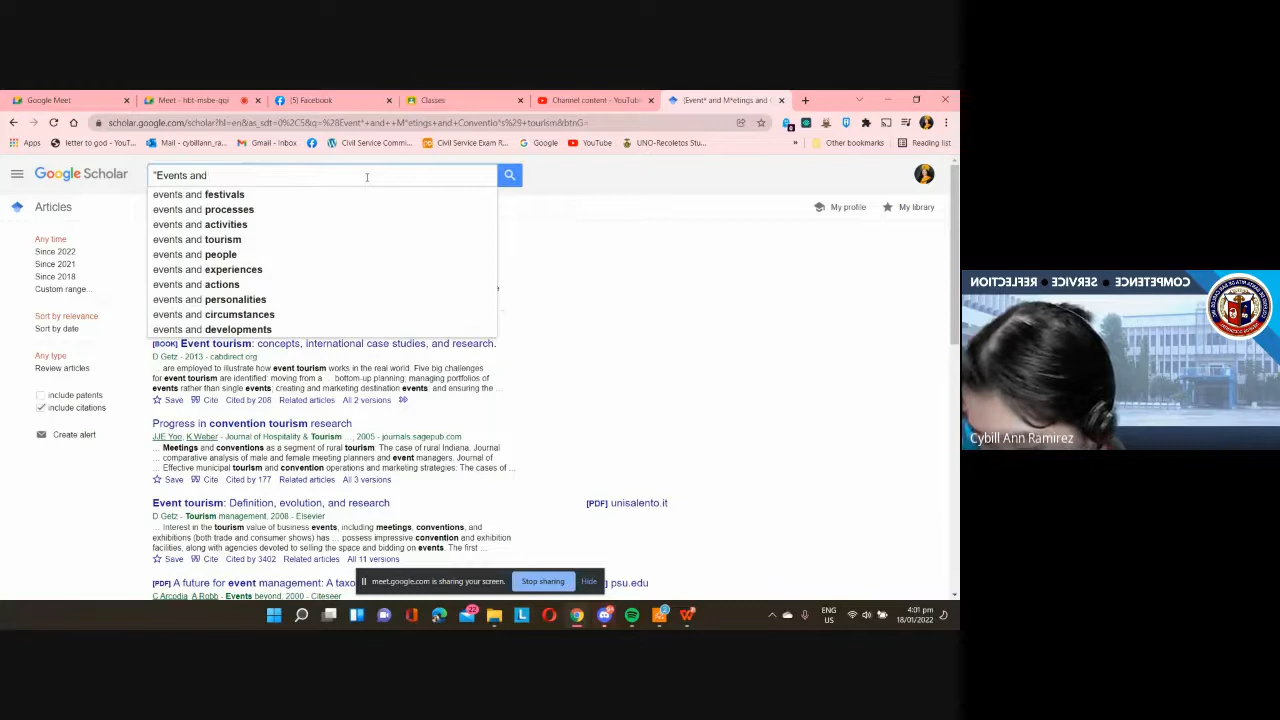 Google Meet
Meet - hbt-msbe-qqi
(5) Facebook
Classes
Channel content - YouTube
(Event* and M*etings and C
scholar.google.com/scholar?hl=en&as_sdt=0%2C5&q=%28Event*+and++M*etings+and+Conventio*s%29+tourism&btnG=
Apps
letter to god - YouT...
Mail - cybillann_ra...
Gmail - Inbox
Civil Service Commi...
Civil Service Exam R...
Google
YouTube
UNO-Recoletos Stu...
Other bookmarks
Reading list
Google Scholar
"Events and
Articles
My profile
My library
events and festivals
events and processes
events and activities
events and tourism
events and people
events and experiences
events and actions
events and personalities
events and circumstances
events and developments
Any time
Since 2022
Since 2021
Since 2018
Custom range...
Sort by relevance
Sort by date
Any type
Review articles
include patents
include citations
Create alert
[BOOK] Event tourism: concepts, international case studies, and research.
D Getz - 2013 - cabdirect.org
... are employed to illustrate how event tourism works in the real world. Five big challenges
for event tourism are identified: moving from a ... bottom-up planning; managing portfolios of
events rather than single events; creating and marketing destination events, and ensuring the ...
Save Cite Cited by 208 Related articles All 2 versions
Progress in convention tourism research
JJE Yoo, K Weber - Journal of Hospitality & Tourism ..., 2005 - journals.sagepub.com
... Meetings and conventions as a segment of rural tourism: The case of rural Indiana. Journal
... comparative analysis of male and female meeting planners and event managers. Journal of
... Effective municipal tourism and convention operations and marketing strategies: The cases of ...
Save Cite Cited by 177 Related articles All 3 versions
Event tourism: Definition, evolution, and research
[PDF] unisalento.it
D Getz - Tourism management, 2008 - Elsevier
... Interest in the tourism value of business events, including meetings, conventions, and
exhibitions (both trade and consumer shows) has ... possess impressive convention and exhibition
facilities, along with agencies devoted to selling the space and bidding on events. The first ...
Save Cite Cited by 3402 Related articles All 11 versions
[PDF] A future for event management: A taxo
psu.edu
C Arcodia, A Robb - Events beyond, 2000 - Citeseer
meet.google.com is sharing your screen.
Stop sharing
Hide
ENG
US
4:01 pm
18/01/2022
COMPETENCE • SERVICE • REFLECTION
Cybill Ann Ramirez